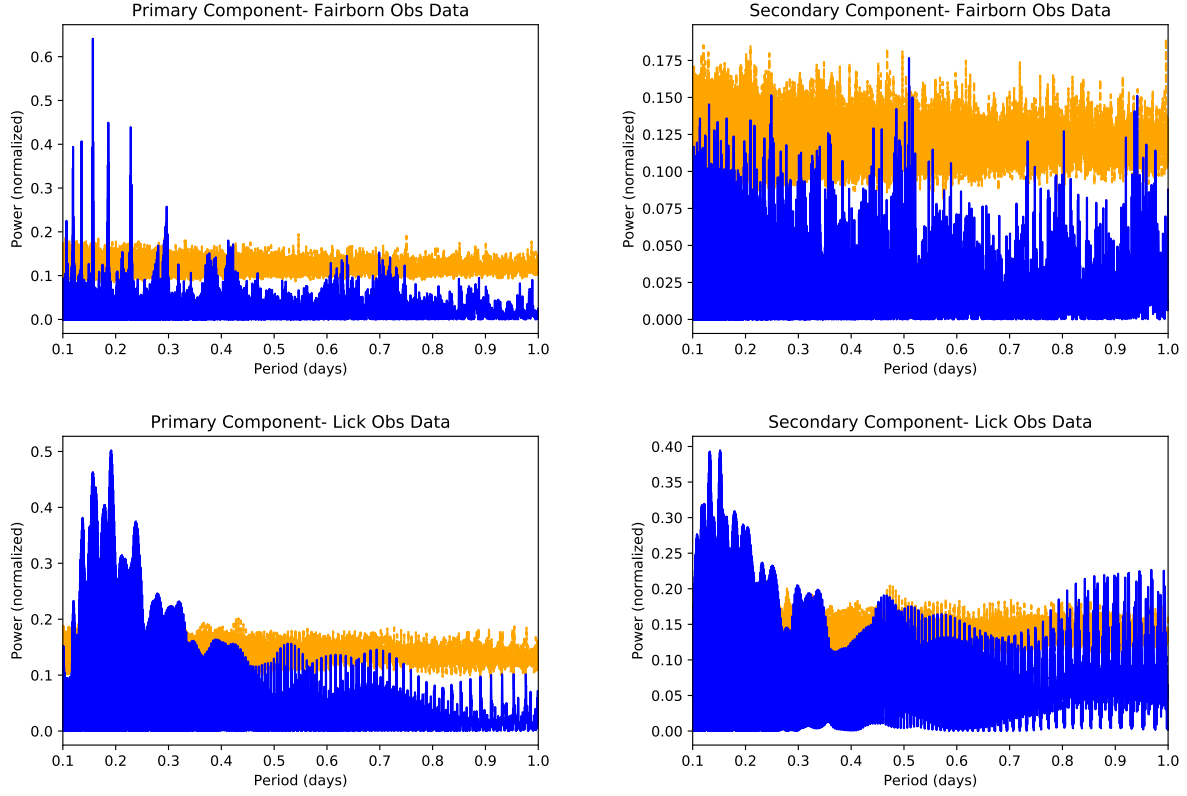 Primary Component- Fairborn Obs Data
Power (normalized)
0.6
0.5
0.4
0.3
0.2
0.1
0.0
0.1 0.2 0.3 0.4 0.5 0.6 0.7 0.8 0.9 1.0
Period (days)
Secondary Component- Fairborn Obs Data
Power (normalized)
0.175
0.150
0.125
0.100
0.075
0.050
0.025
0.000
0.1 0.2 0.3 0.4 0.5 0.6 0.7 0.8 0.9 1.0
Period (days)
Primary Component- Lick Obs Data
Power (normalized)
0.5
0.4
0.3
0.2
0.1
0.0
0.1 0.2 0.3 0.4 0.5 0.6 0.7 0.8 0.9 1.0
Period (days)
Secondary Component- Lick Obs Data
Power (normalized)
0.40
0.35
0.30
0.25
0.20
0.15
0.10
0.05
0.00
0.1 0.2 0.3 0.4 0.5 0.6 0.7 0.8 0.9 1.0
Period (days)